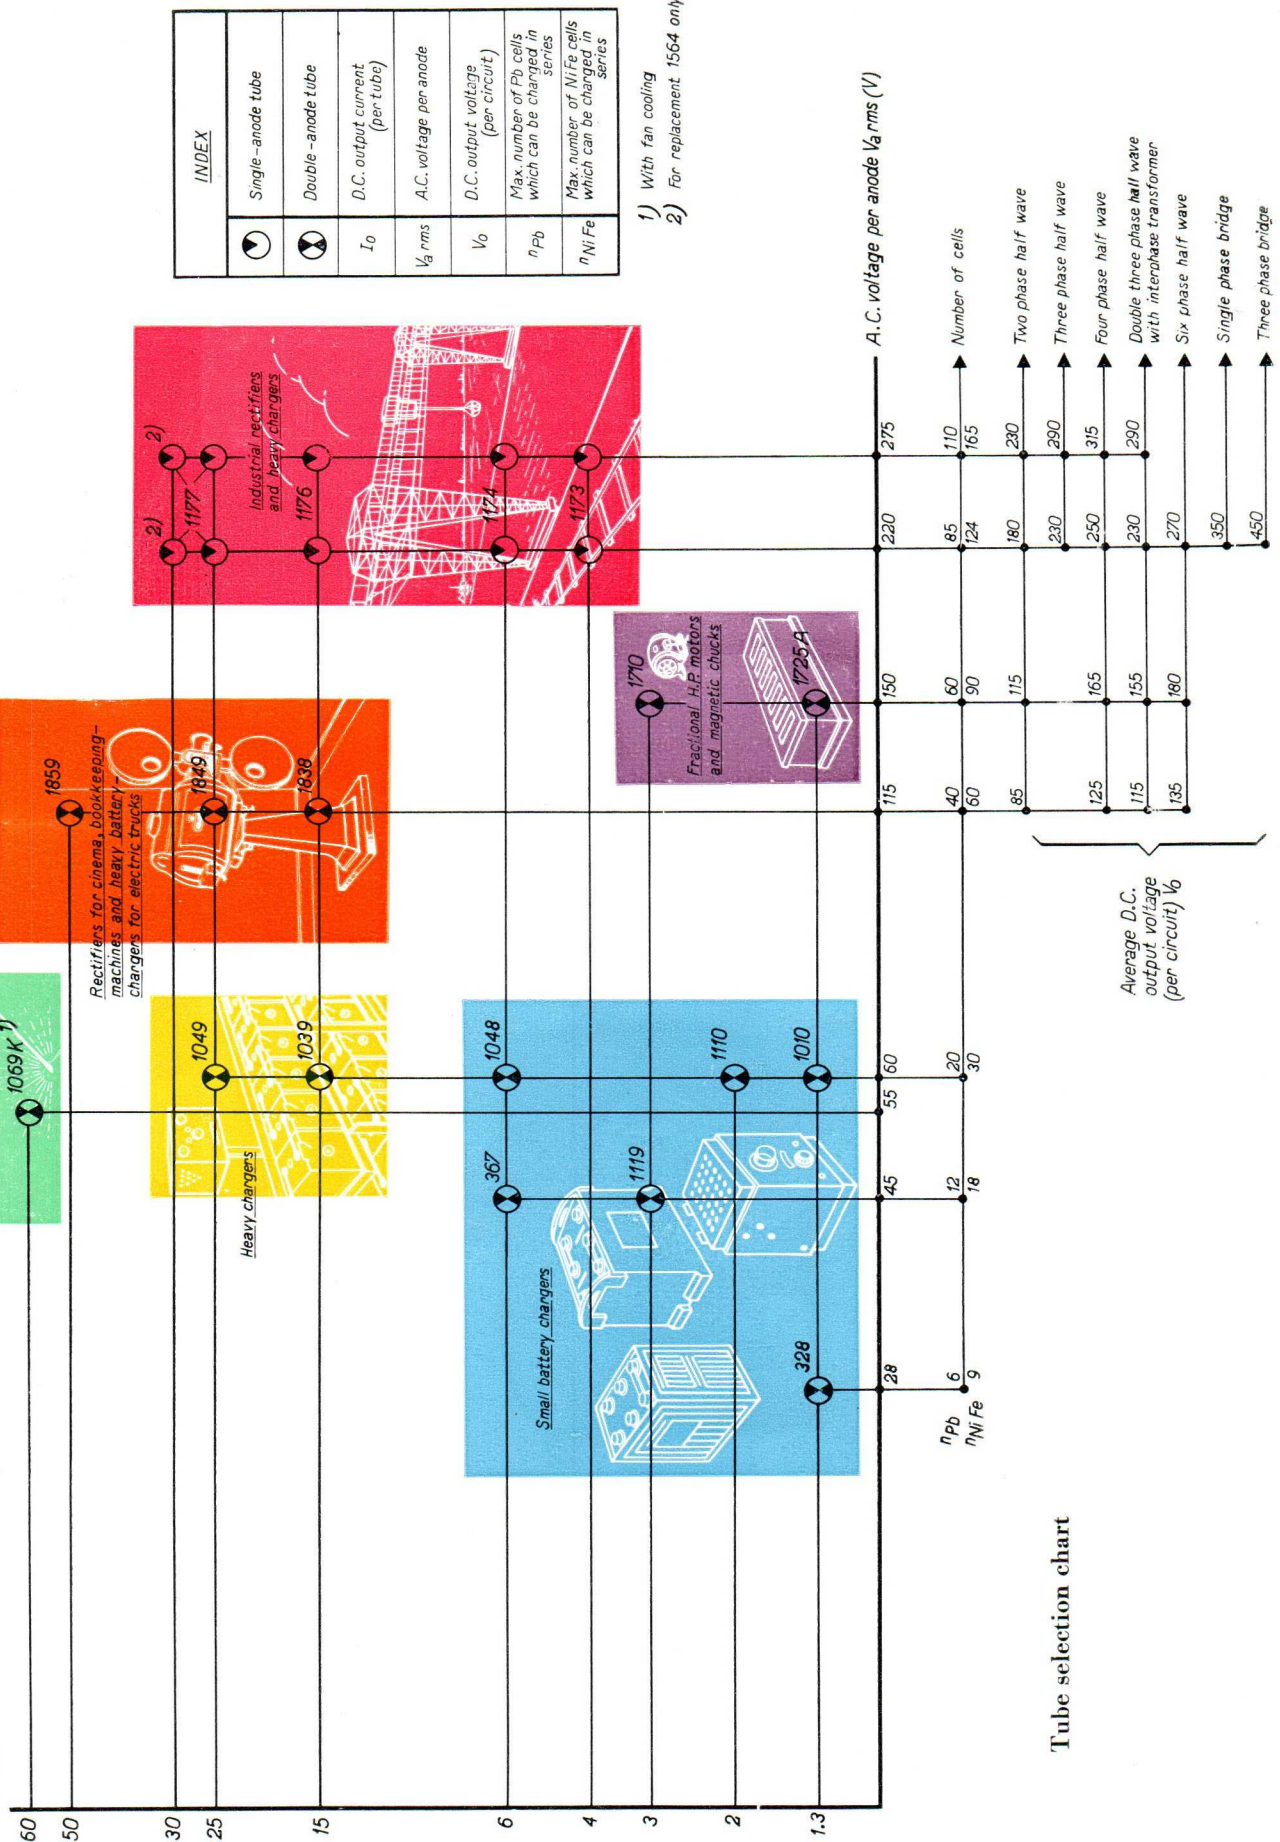 INDEX
Single-anode tube
Double-anode tube
I₀ D.C. output current
(per tube)
Va rms A.C. voltage per anode
V₀ D.C. output voltage
(per circuit)
nPb Max. number of Pb cells
which can be charged in
series
nNiFe Max. number of NiFe cells
which can be charged in
series
1) With fan cooling
2) For replacement 1564 only
60
50
30
25
15
6
4
3
2
1.3
1069K 1)
Rectifiers for cinema, bookkeeping-
machines and heavy battery-
chargers for electric trucks
1859
1849
1838
Industrial rectifiers
and heavy chargers
2) 2)
1177
1176
1174
1173
Heavy chargers
1049
1039
Small battery chargers
367
1048
1119
1110
328
1010
Fractional H.P. motors
and magnetic chucks
1710
1725A
28 45 55 60 115 150 220 275 A.C. voltage per anode Va rms (V)
nPb 6 12 20 40 60 85 110 Number of cells
nNiFe 9 18 30 60 90 124 165
Average D.C.
output voltage
(per circuit) V₀
85 115 180 230 Two phase half wave
230 290 Three phase half wave
125 165 250 315 Four phase half wave
115 155 230 290 Double three phase half wave
with interphase transformer
135 180 270 Six phase half wave
350 Single phase bridge
450 Three phase bridge
Tube selection chart